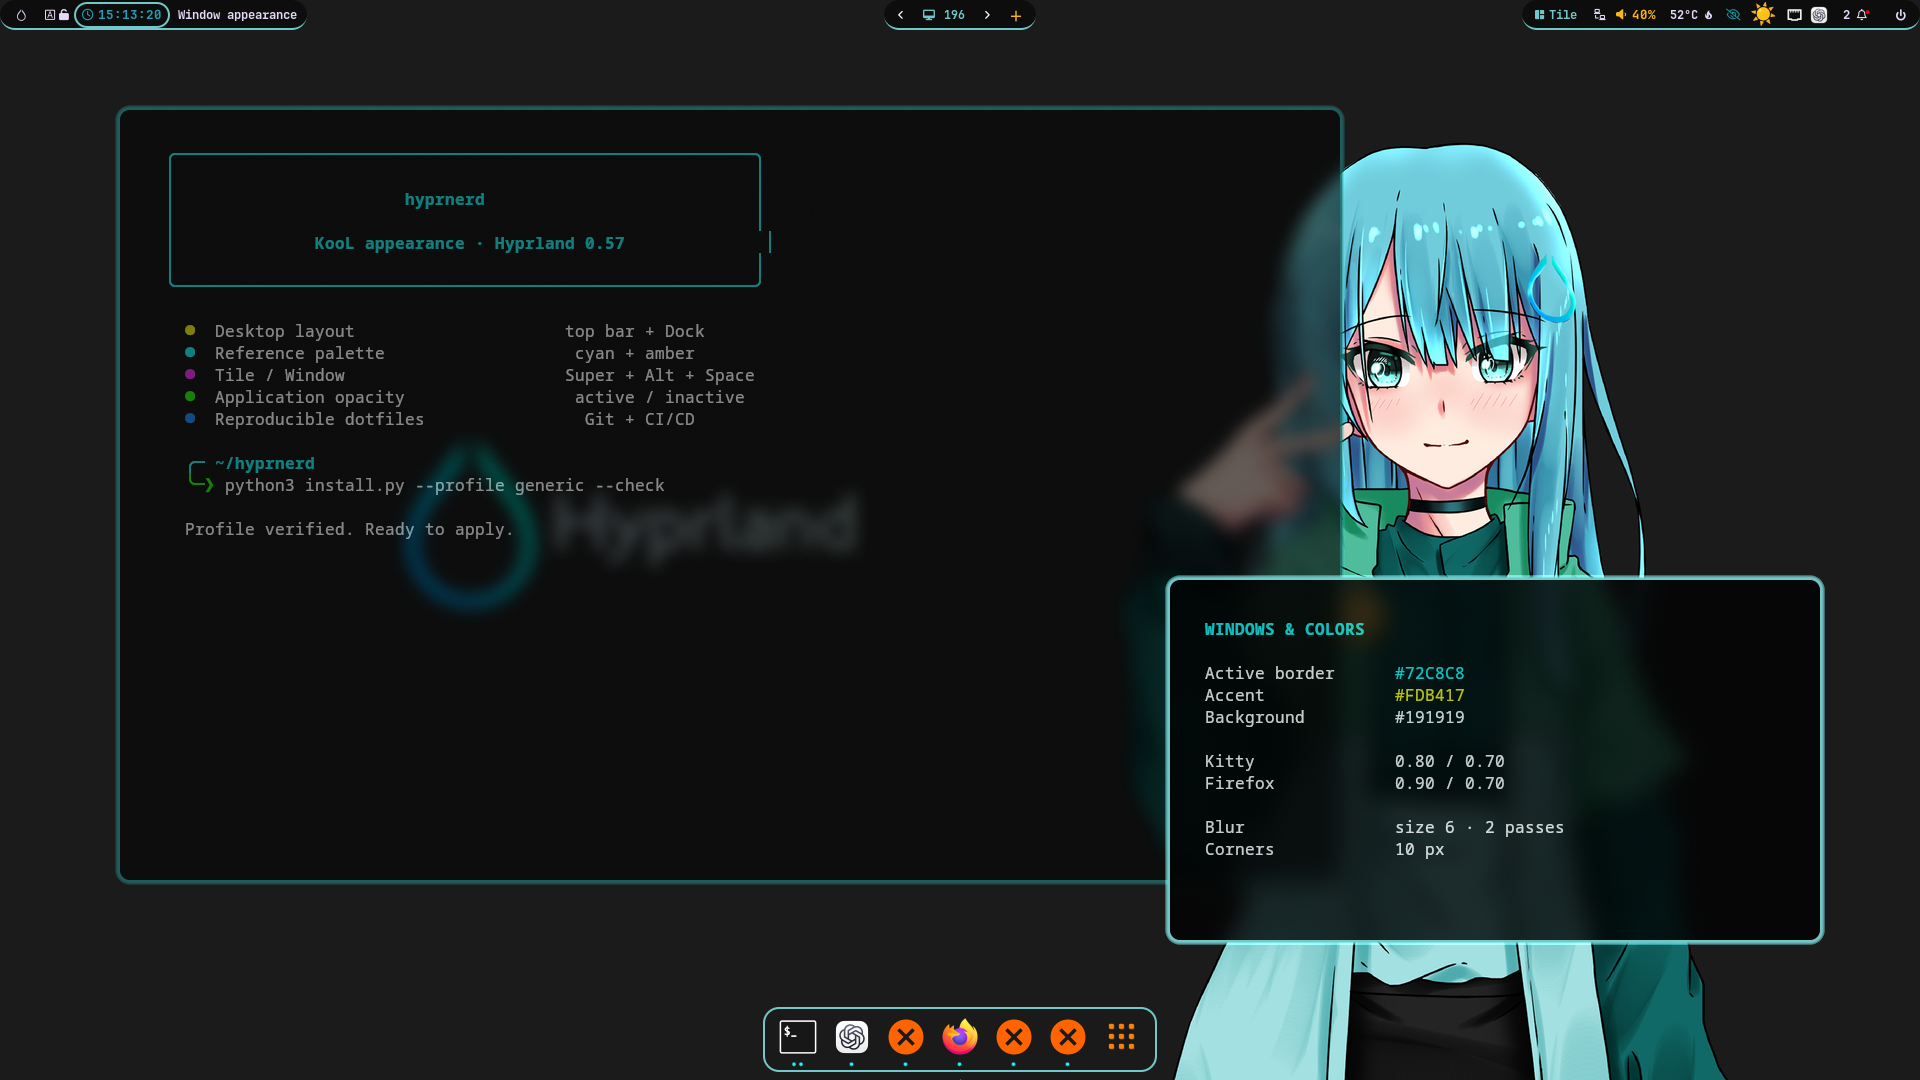 15:13:20 Window appearance
196
+
Tile 40% 52°C 2
hyprnerd
KooL appearance · Hyprland 0.57
Desktop layout top bar + Dock
Reference palette cyan + amber
Tile / Window Super + Alt + Space
Application opacity active / inactive
Reproducible dotfiles Git + CI/CD
~/hyprnerd
python3 install.py --profile generic --check
Profile verified. Ready to apply.
Hyprland
WINDOWS & COLORS
Active border #72C8C8
Accent #FDB417
Background #191919
Kitty 0.80 / 0.70
Firefox 0.90 / 0.70
Blur size 6 · 2 passes
Corners 10 px
$-